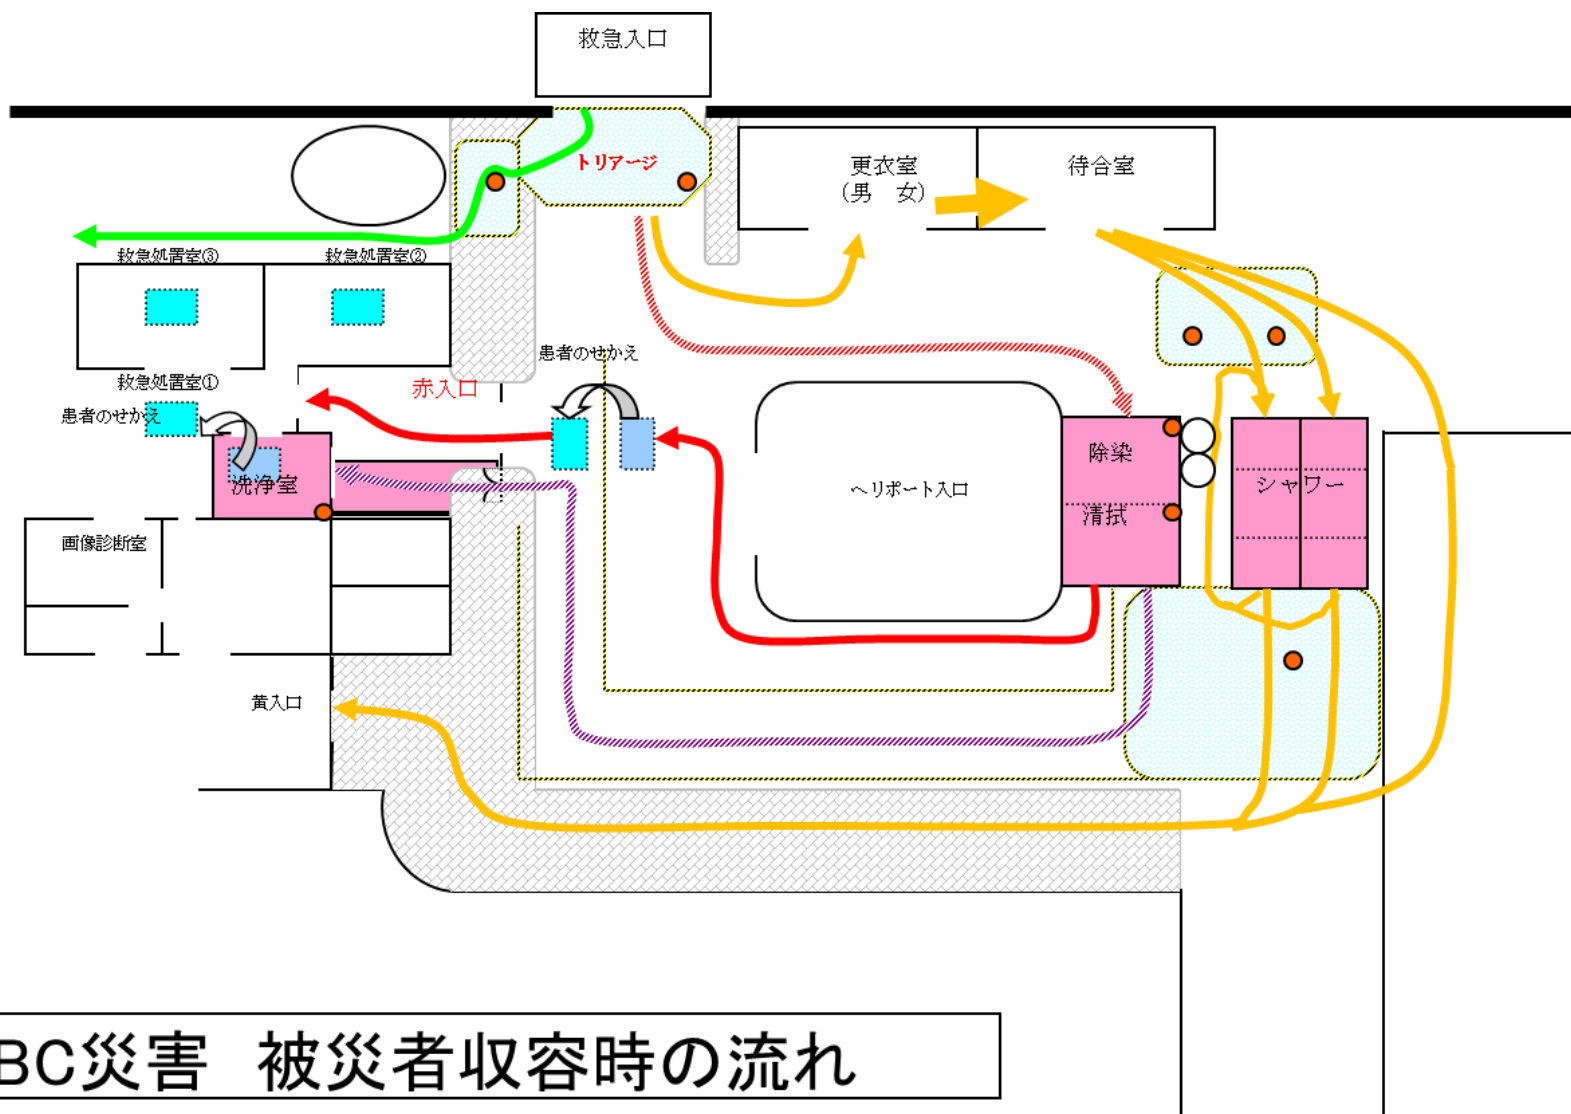 救急入口
トリアージ
更衣室
（男　女）
待合室
救急処置室③
救急処置室②
患者のせかえ
救急処置室①
赤入口
患者のせかえ
除染
洗浄室
シャワー
ヘリポート入口
清拭
画像診断室
黄入口
BC災害　被災者収容時の流れ